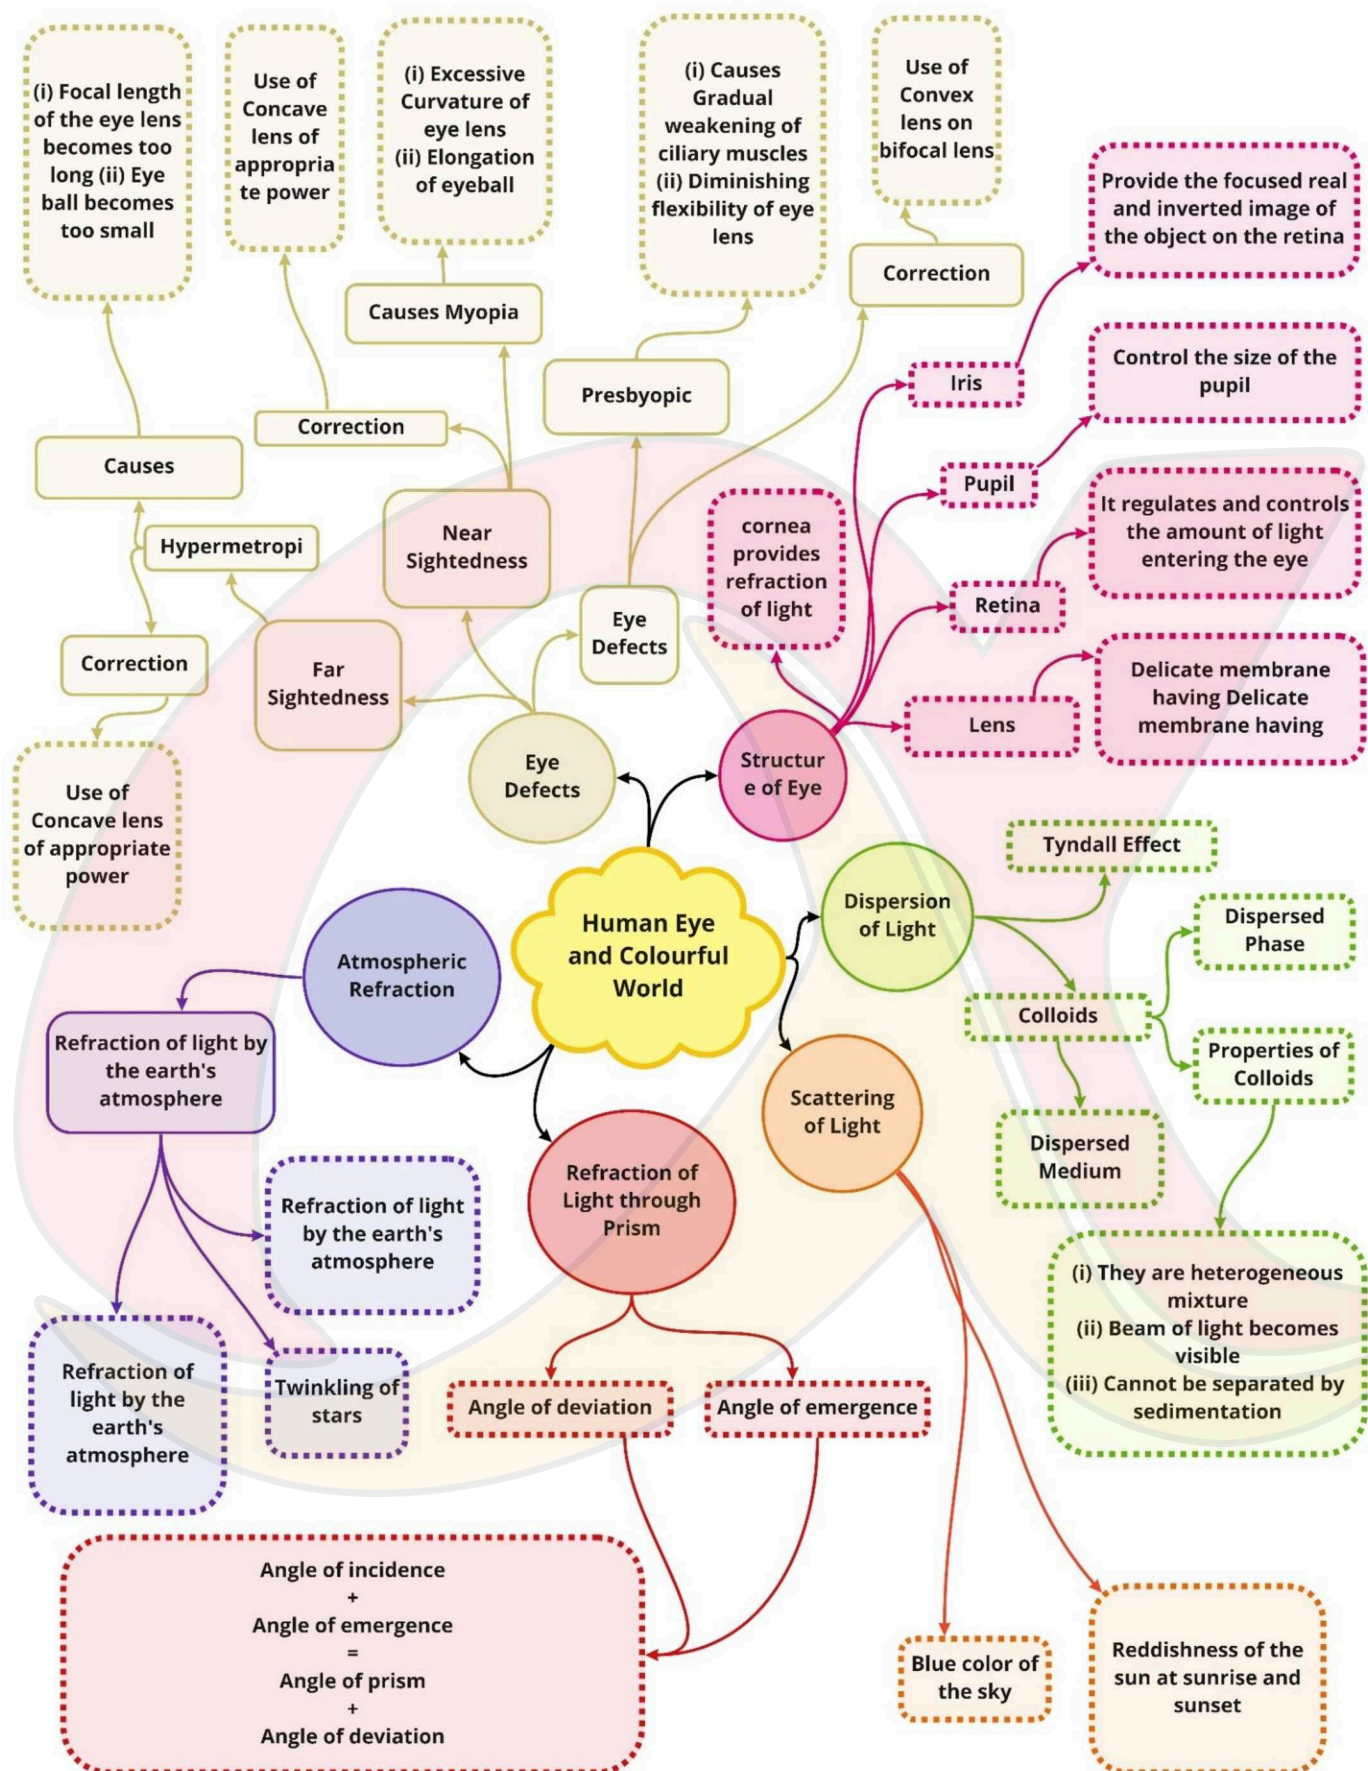 (i) Focal length
of the eye lens
becomes too
long (ii) Eye
ball becomes
too small
Use of
Concave
lens of
appropria
te power
(i) Excessive
Curvature of
eye lens
(ii) Elongation
of eyeball
(i) Causes
Gradual
weakening of
ciliary muscles
(ii) Diminishing
flexibility of eye
lens
Use of
Convex
lens on
bifocal lens
Provide the focused real
and inverted image of
the object on the retina
Correction
Causes Myopia
Control the size of the
pupil
Iris
Presbyopic
Correction
Causes
Pupil
It regulates and controls
the amount of light
entering the eye
Near
Sightedness
cornea
provides
refraction
of light
Hypermetropi
Retina
Eye
Defects
Correction
Far
Sightedness
Delicate membrane
having Delicate
membrane having
Lens
Eye
Defects
Structur
e of Eye
Use of
Concave lens
of appropriate
power
Tyndall Effect
Dispersion
of Light
Dispersed
Phase
Human Eye
and Colourful
World
Atmospheric
Refraction
Colloids
Refraction of light by
the earth's
atmosphere
Properties of
Colloids
Scattering
of Light
Dispersed
Medium
Refraction of
Light through
Prism
Refraction of light
by the earth's
atmosphere
(i) They are heterogeneous
mixture
(ii) Beam of light becomes
visible
(iii) Cannot be separated by
sedimentation
Refraction of
light by the
earth's
atmosphere
Twinkling of
stars
Angle of deviation
Angle of emergence
Angle of incidence
+
Angle of emergence
=
Angle of prism
+
Angle of deviation
Blue color of
the sky
Reddishness of the
sun at sunrise and
sunset